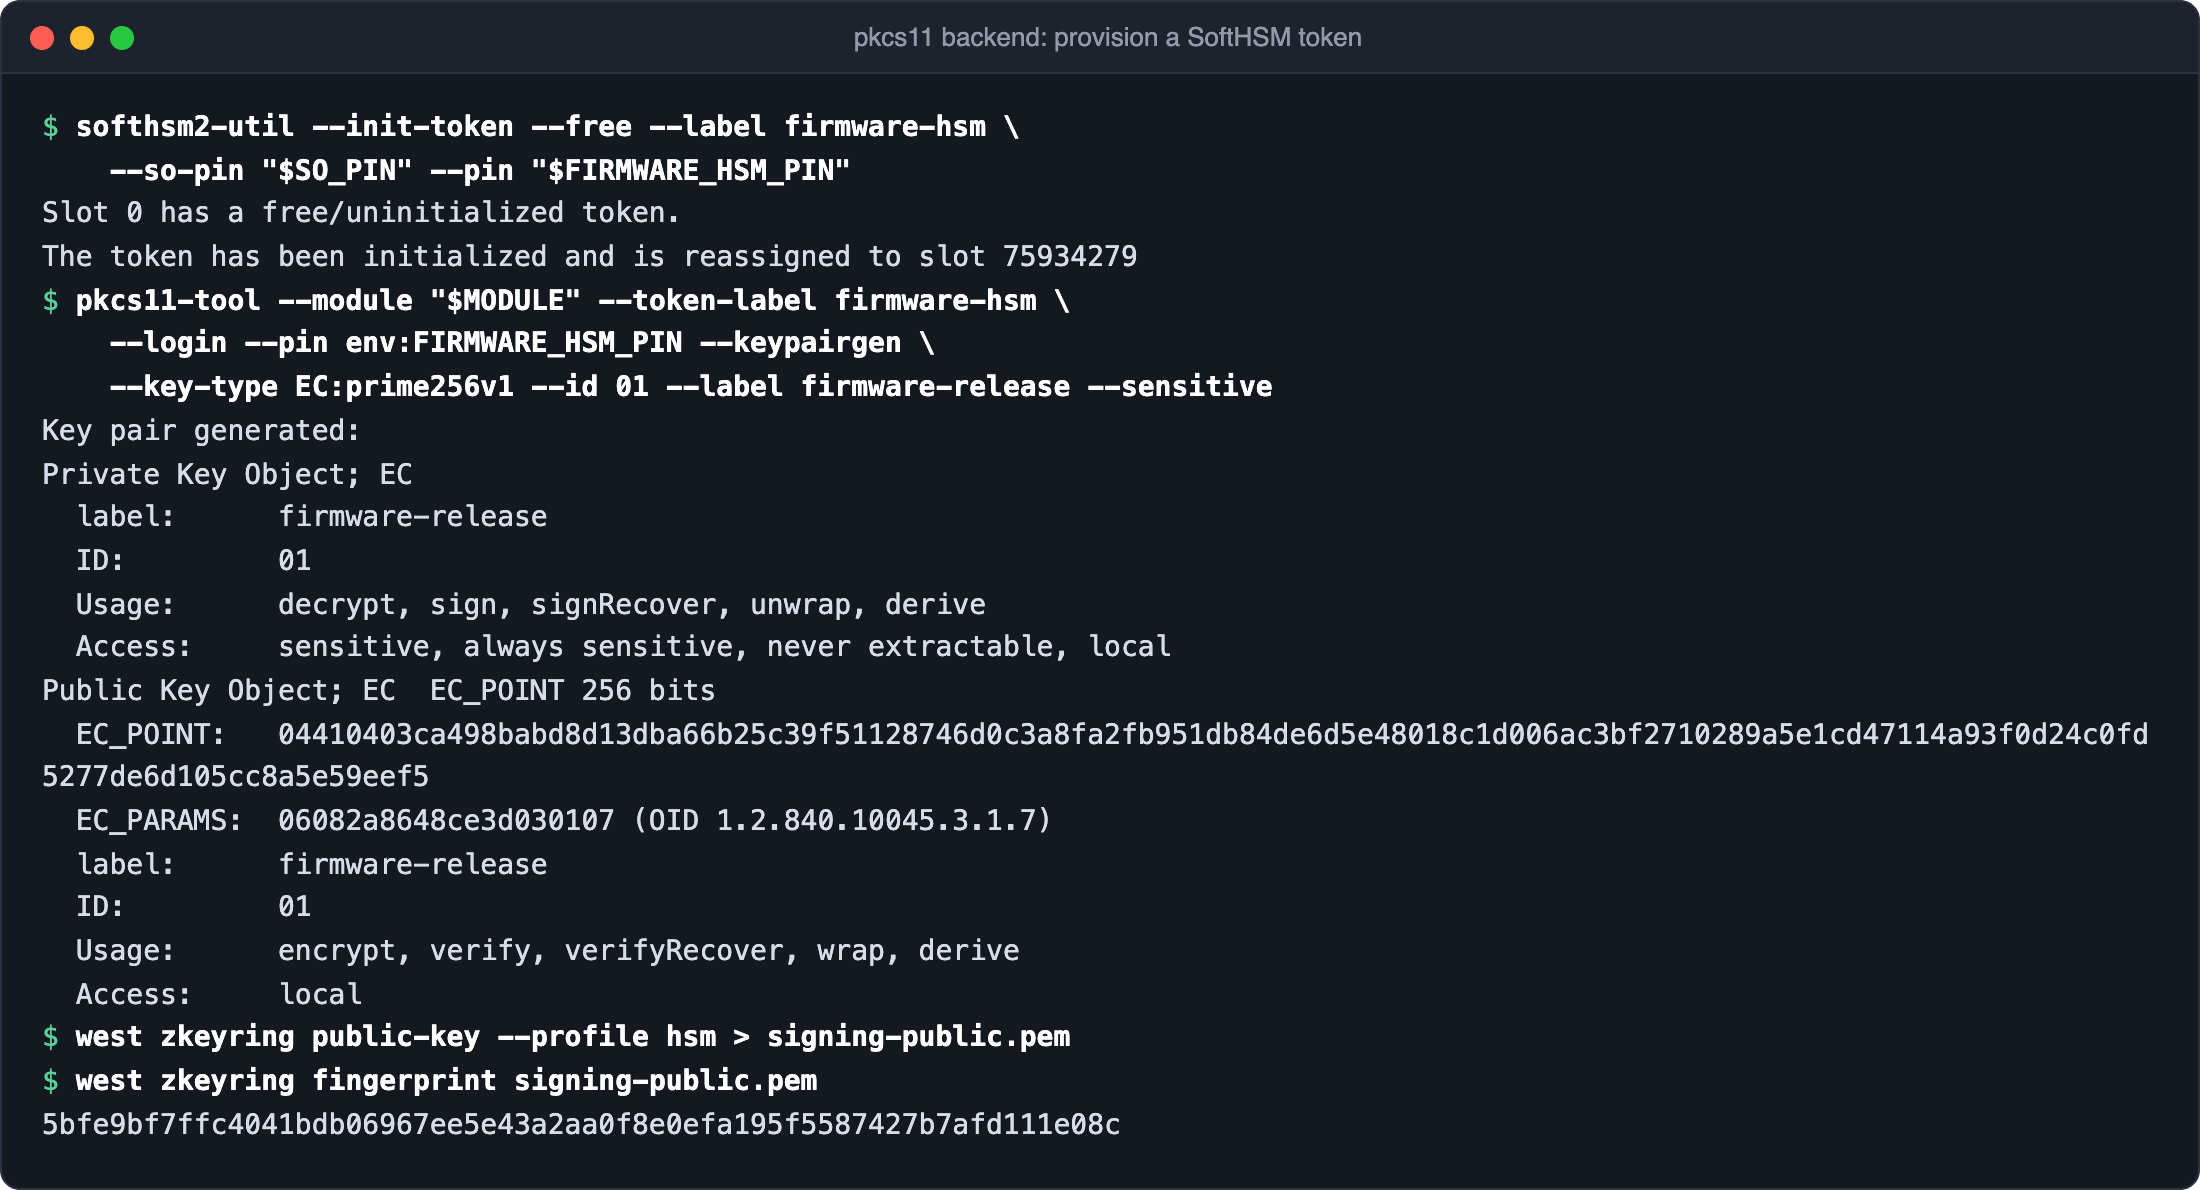 pkcs11 backend: provision a SoftHSM token
$ softhsm2-util --init-token --free --label firmware-hsm \
    --so-pin "$SO_PIN" --pin "$FIRMWARE_HSM_PIN"
Slot 0 has a free/uninitialized token.
The token has been initialized and is reassigned to slot 75934279
$ pkcs11-tool --module "$MODULE" --token-label firmware-hsm \
    --login --pin env:FIRMWARE_HSM_PIN --keypairgen \
    --key-type EC:prime256v1 --id 01 --label firmware-release --sensitive
Key pair generated:
Private Key Object; EC
  label:      firmware-release
  ID:         01
  Usage:      decrypt, sign, signRecover, unwrap, derive
  Access:     sensitive, always sensitive, never extractable, local
Public Key Object; EC  EC_POINT 256 bits
  EC_POINT:   04410403ca498babd8d13dba66b25c39f51128746d0c3a8fa2fb951db84de6d5e48018c1d006ac3bf2710289a5e1cd47114a93f0d24c0fd
5277de6d105cc8a5e59eef5
  EC_PARAMS:  06082a8648ce3d030107 (OID 1.2.840.10045.3.1.7)
  label:      firmware-release
  ID:         01
  Usage:      encrypt, verify, verifyRecover, wrap, derive
  Access:     local
$ west zkeyring public-key --profile hsm > signing-public.pem
$ west zkeyring fingerprint signing-public.pem
5bfe9bf7ffc4041bdb06967ee5e43a2aa0f8e0efa195f5587427b7afd111e08c